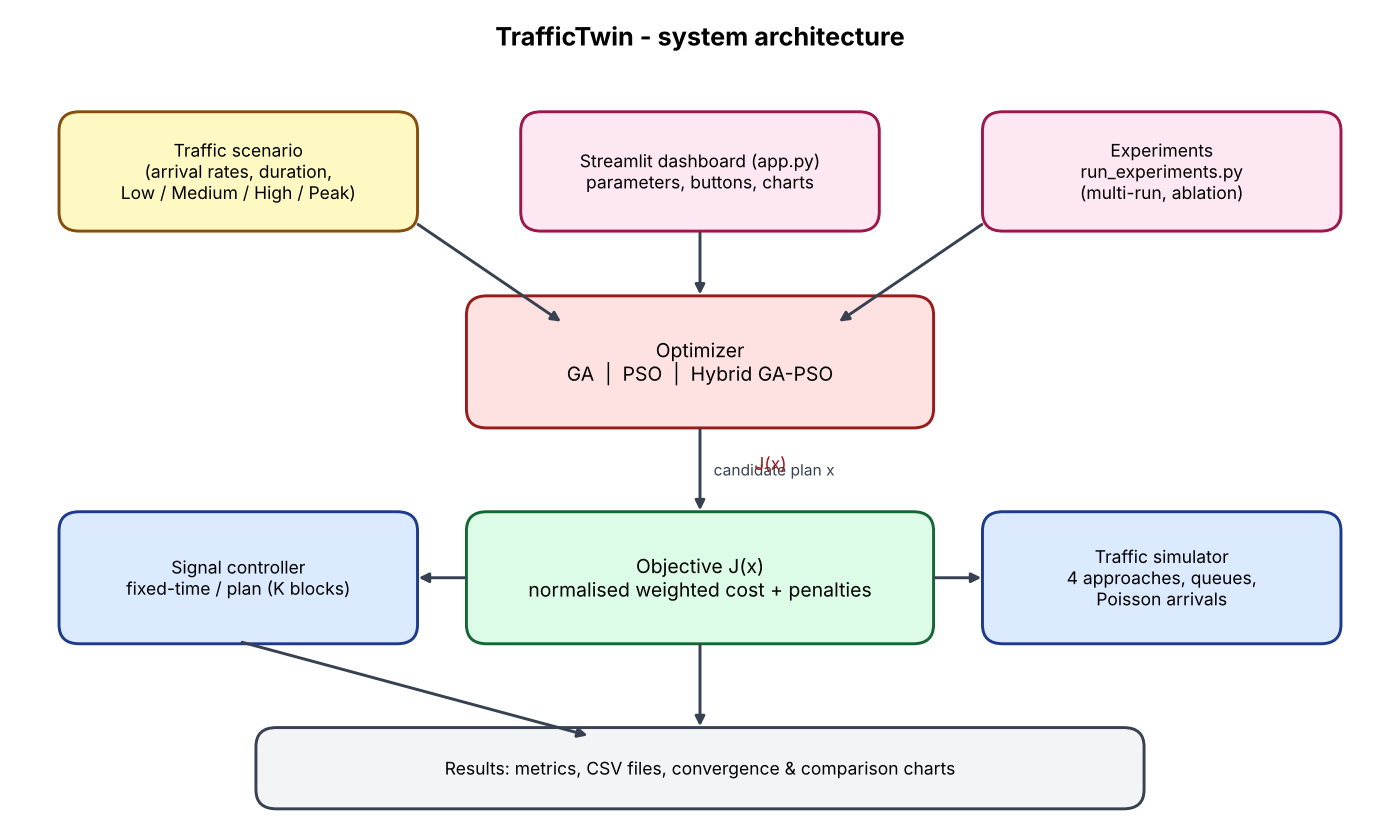 TrafficTwin - system architecture
Traffic scenario
(arrival rates, duration,
Low / Medium / High / Peak)
Streamlit dashboard (app.py)
parameters, buttons, charts
Experiments
run_experiments.py
(multi-run, ablation)
Optimizer
GA | PSO | Hybrid GA-PSO
J(x)
candidate plan x
Signal controller
fixed-time / plan (K blocks)
Objective J(x)
normalised weighted cost + penalties
Traffic simulator
4 approaches, queues,
Poisson arrivals
Results: metrics, CSV files, convergence & comparison charts